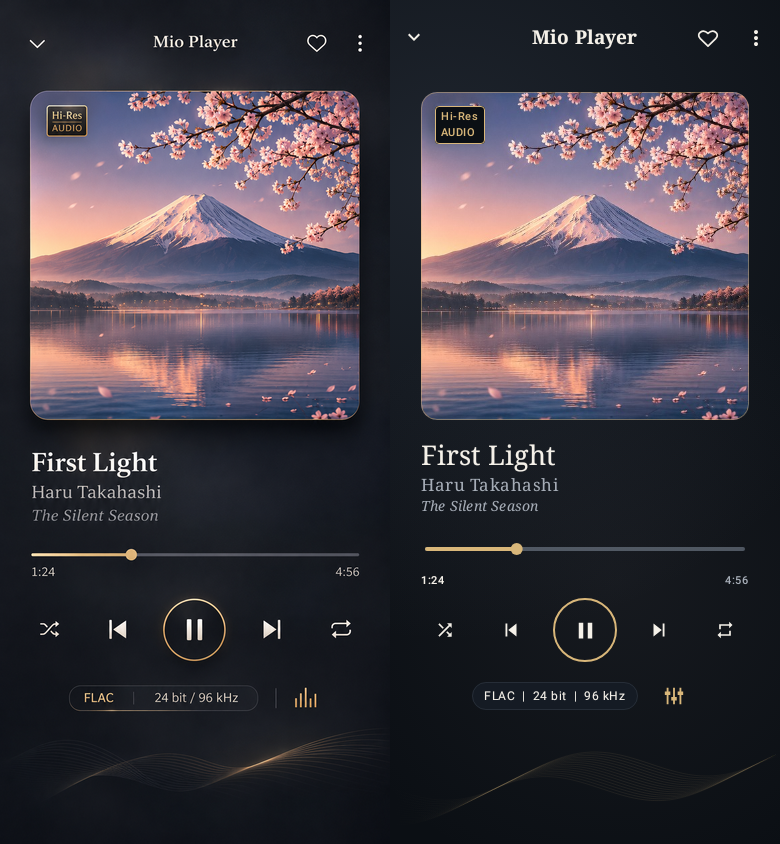 Mio Player
Hi-Res
AUDIO
First Light
Haru Takahashi
The Silent Season
1:24 4:56
FLAC | 24 bit / 96 kHz
Mio Player
Hi-Res
AUDIO
First Light
Haru Takahashi
The Silent Season
1:24 4:56
FLAC | 24 bit | 96 kHz